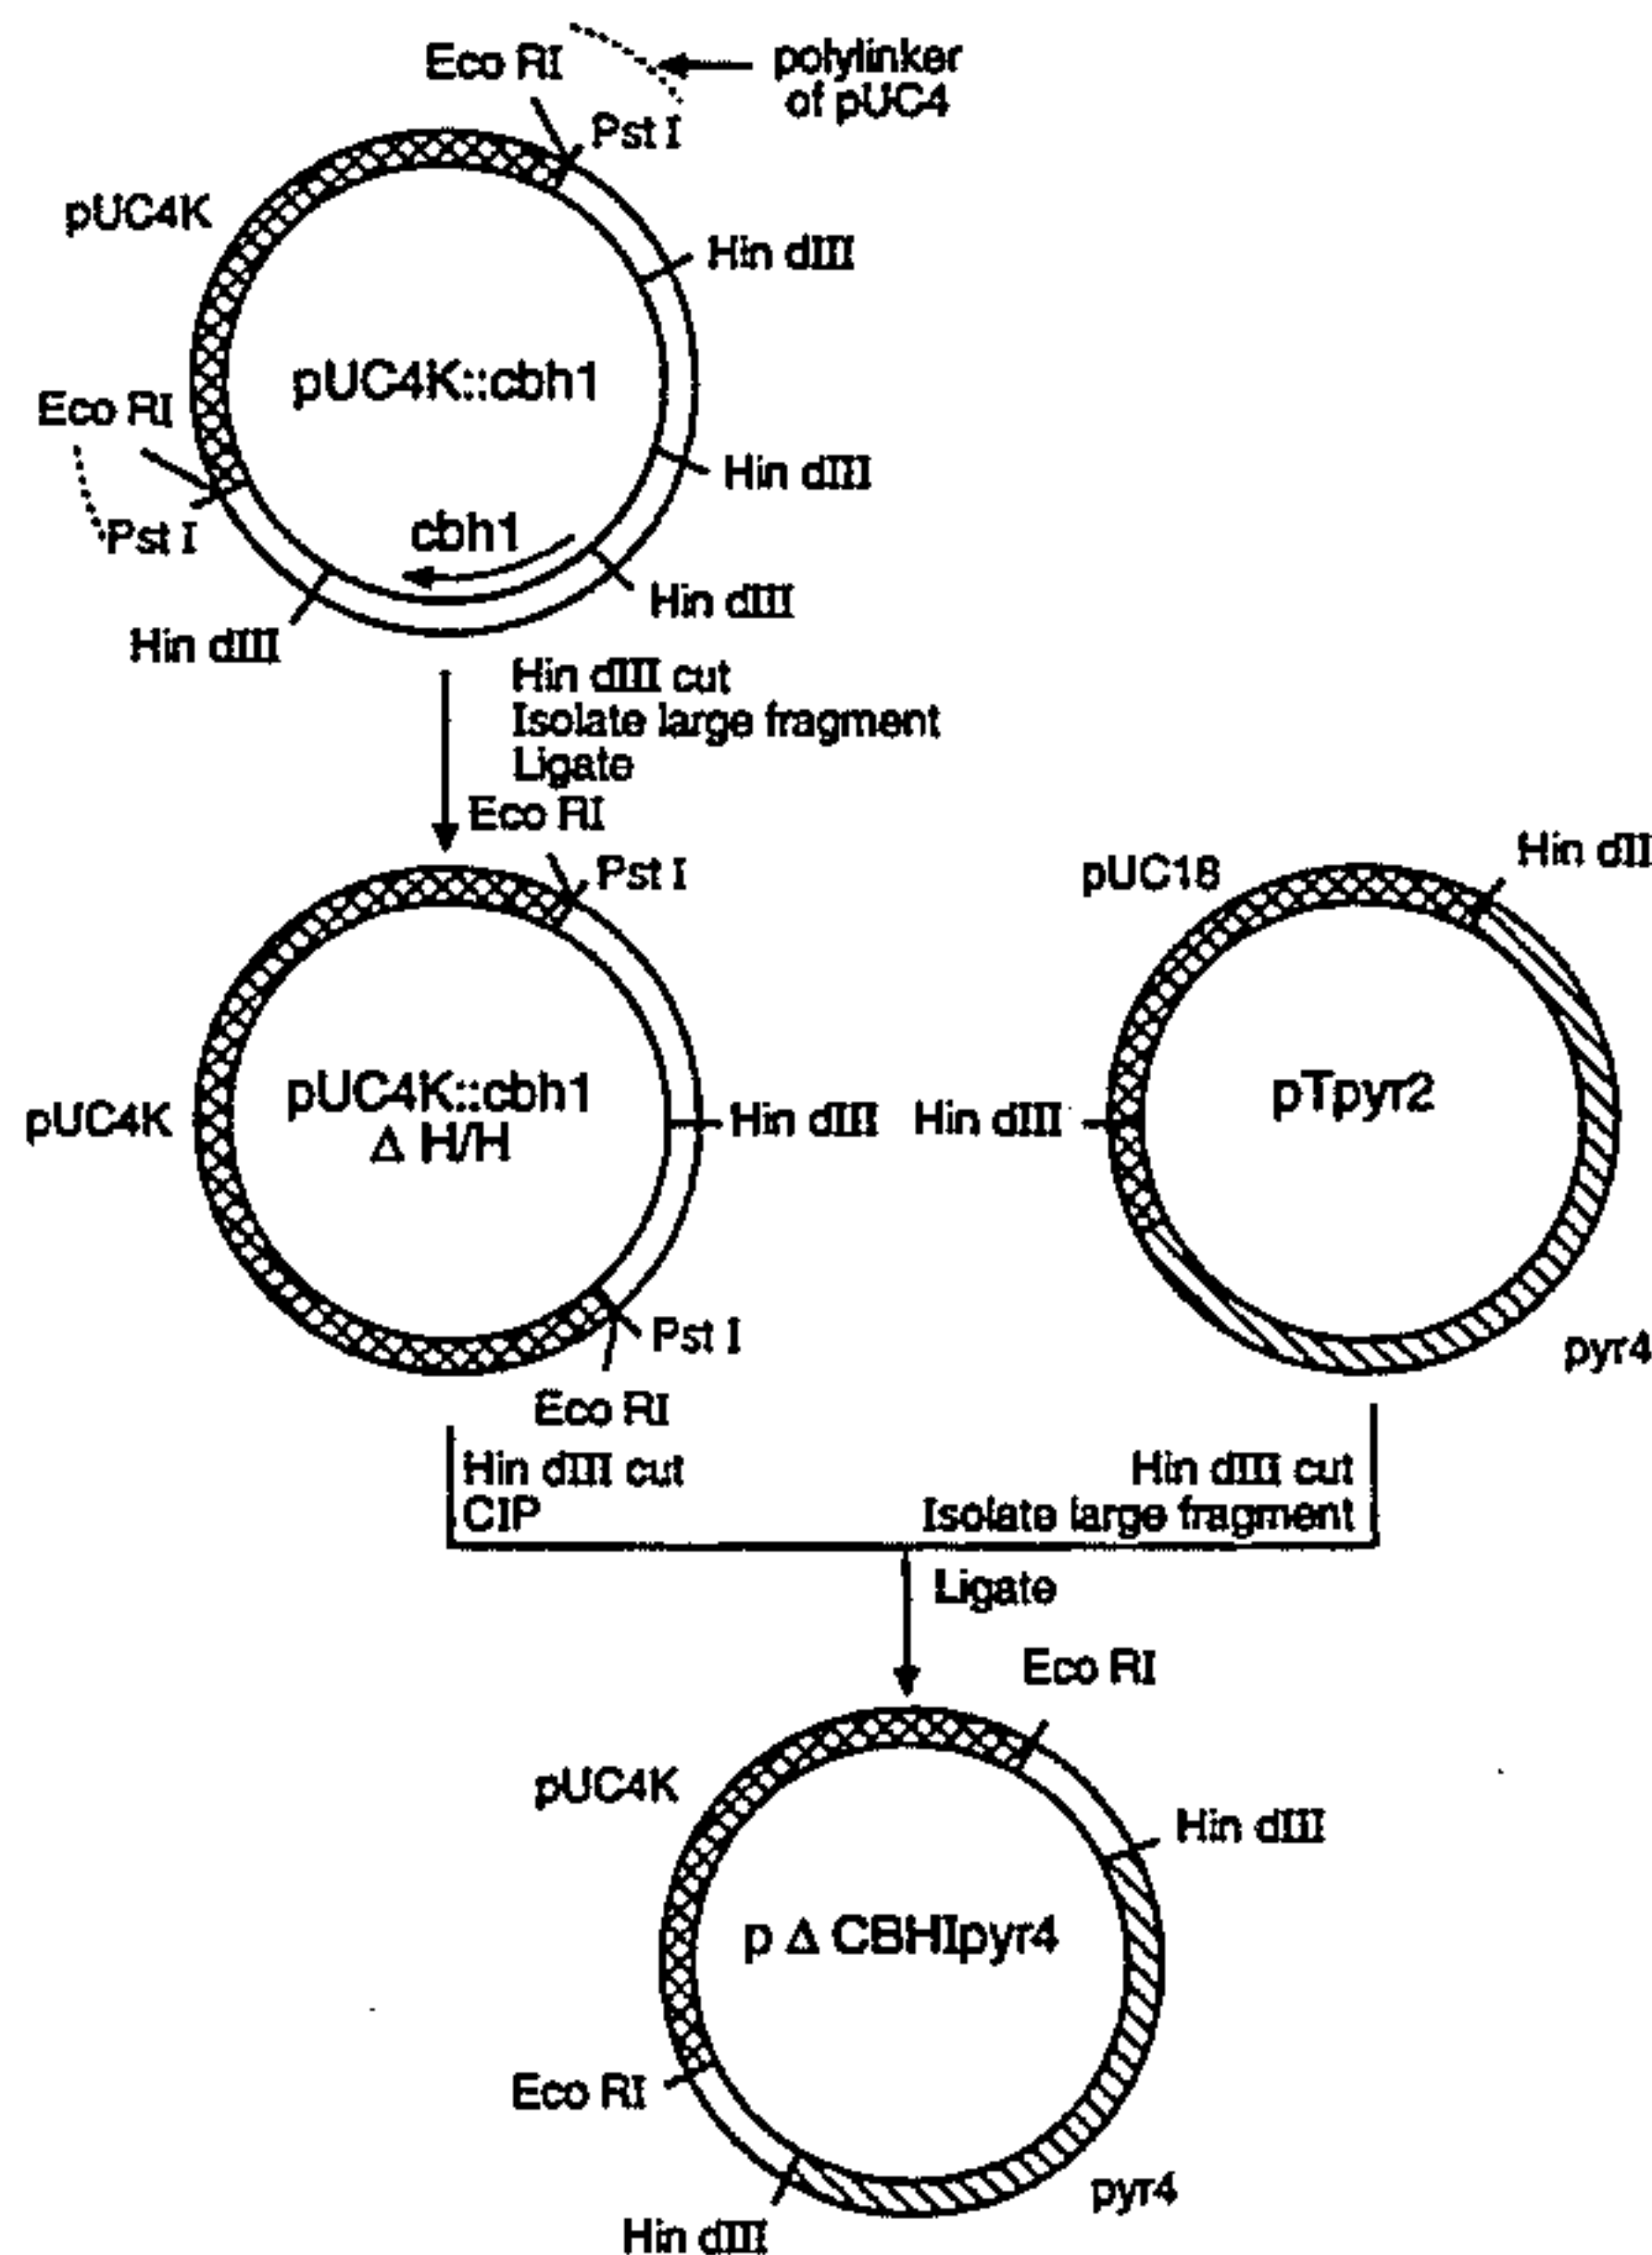 Eco RI
polylinker
of pUC4
Pst I
pUC4K
Hin dIII
pUC4K::cbh1
Eco RI
Hin dIII
Pst I
cbh1
Hin dIII
Hin dIII
Hin dIII cut
Isolate large fragment
Ligate
Eco RI
Pst I
pUC18
Hin dII
pUC4K
pUC4K::cbh1
Δ H/H
Hin dIII
Hin dIII
pTpyr2
Pst I
pyr4
Eco RI
Hin dIII cut
CIP
Hin dIII cut
Isolate large fragment
Ligate
Eco RI
pUC4K
Hin dIII
p Δ CBHIpyr4
Eco RI
pyr4
Hin dIII